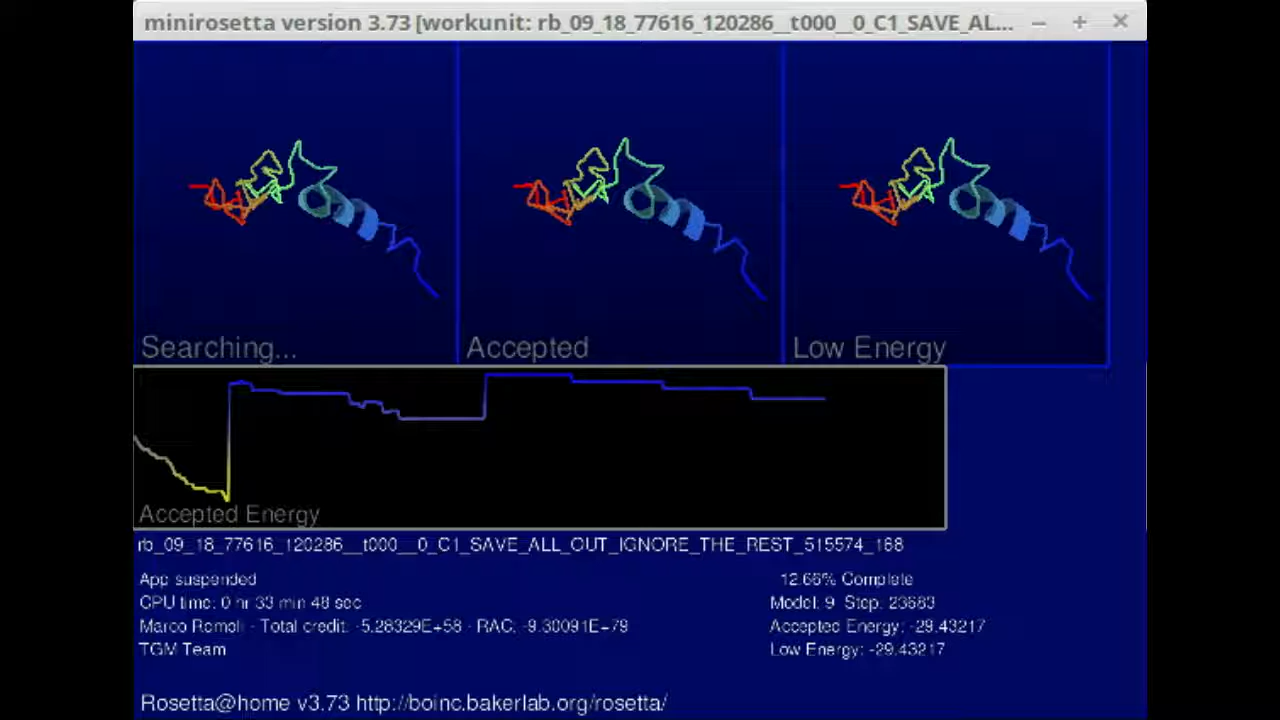 minirosetta version 3.73 [workunit: rb_09_18_77616_120286__t000__0_C1_SAVE_AL...
Searching...
Accepted
Low Energy
Accepted Energy
rb_09_18_77616_120286__t000__0_C1_SAVE_ALL_OUT_IGNORE_THE_REST_515574_188
App suspended
12.66% Complete
CPU time: 0 hr 33 min 48 sec
Model: 9 Step: 23683
Marco Romoli - Total credit: -5.28329E+58 - RAC: -9.30091E+79
Accepted Energy: -29.43217
TGM Team
Low Energy: -29.43217
Rosetta@home v3.73 http://boinc.bakerlab.org/rosetta/